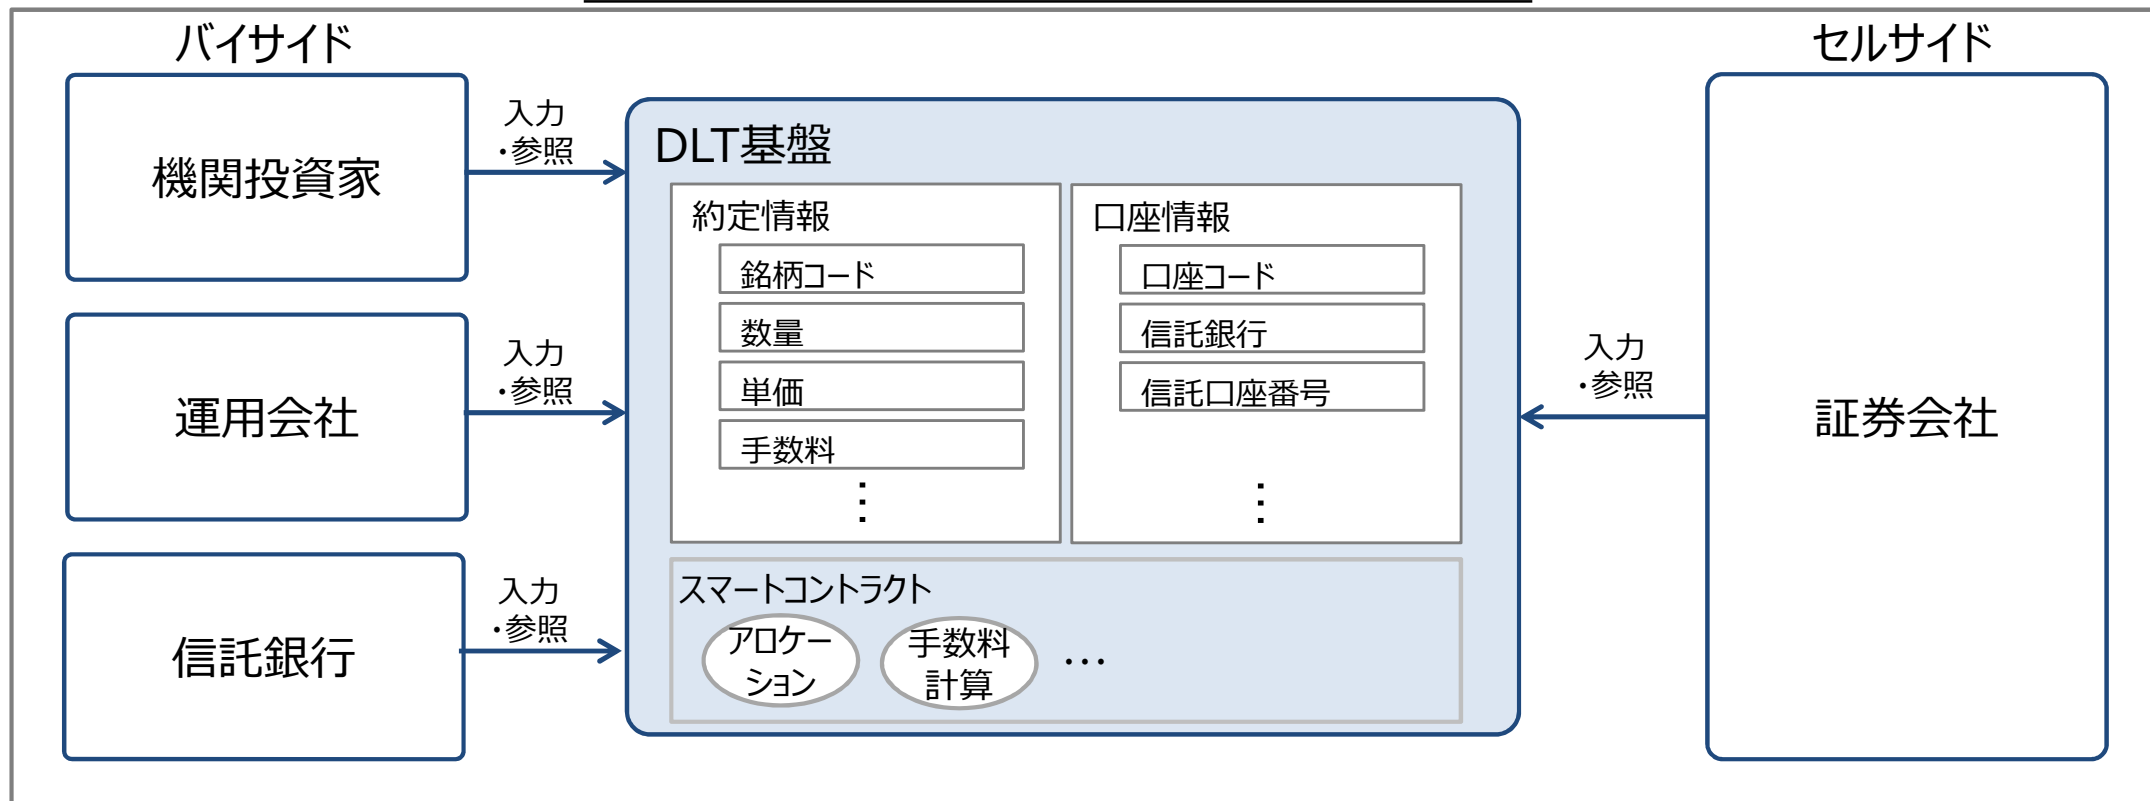 バイサイド
セルサイド
機関投資家
入力
・参照
運用会社
入力
・参照
信託銀行
入力
・参照
DLT基盤
約定情報
銘柄コード
数量
単価
手数料
⋮
口座情報
口座コード
信託銀行
信託口座番号
⋮
スマートコントラクト
アロケー
ション
手数料
計算
…
入力
・参照
証券会社